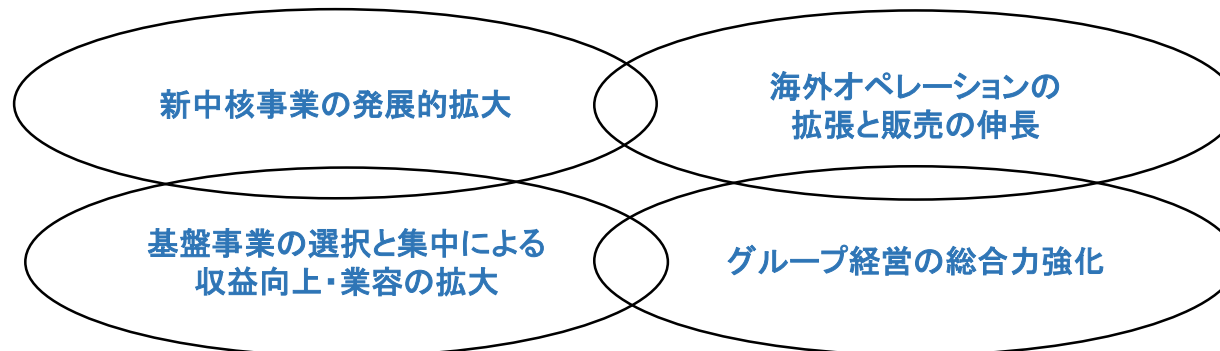 新中核事業の発展的拡大
海外オペレーションの
拡張と販売の伸長
基盤事業の選択と集中による
収益向上・業容の拡大
グループ経営の総合力強化